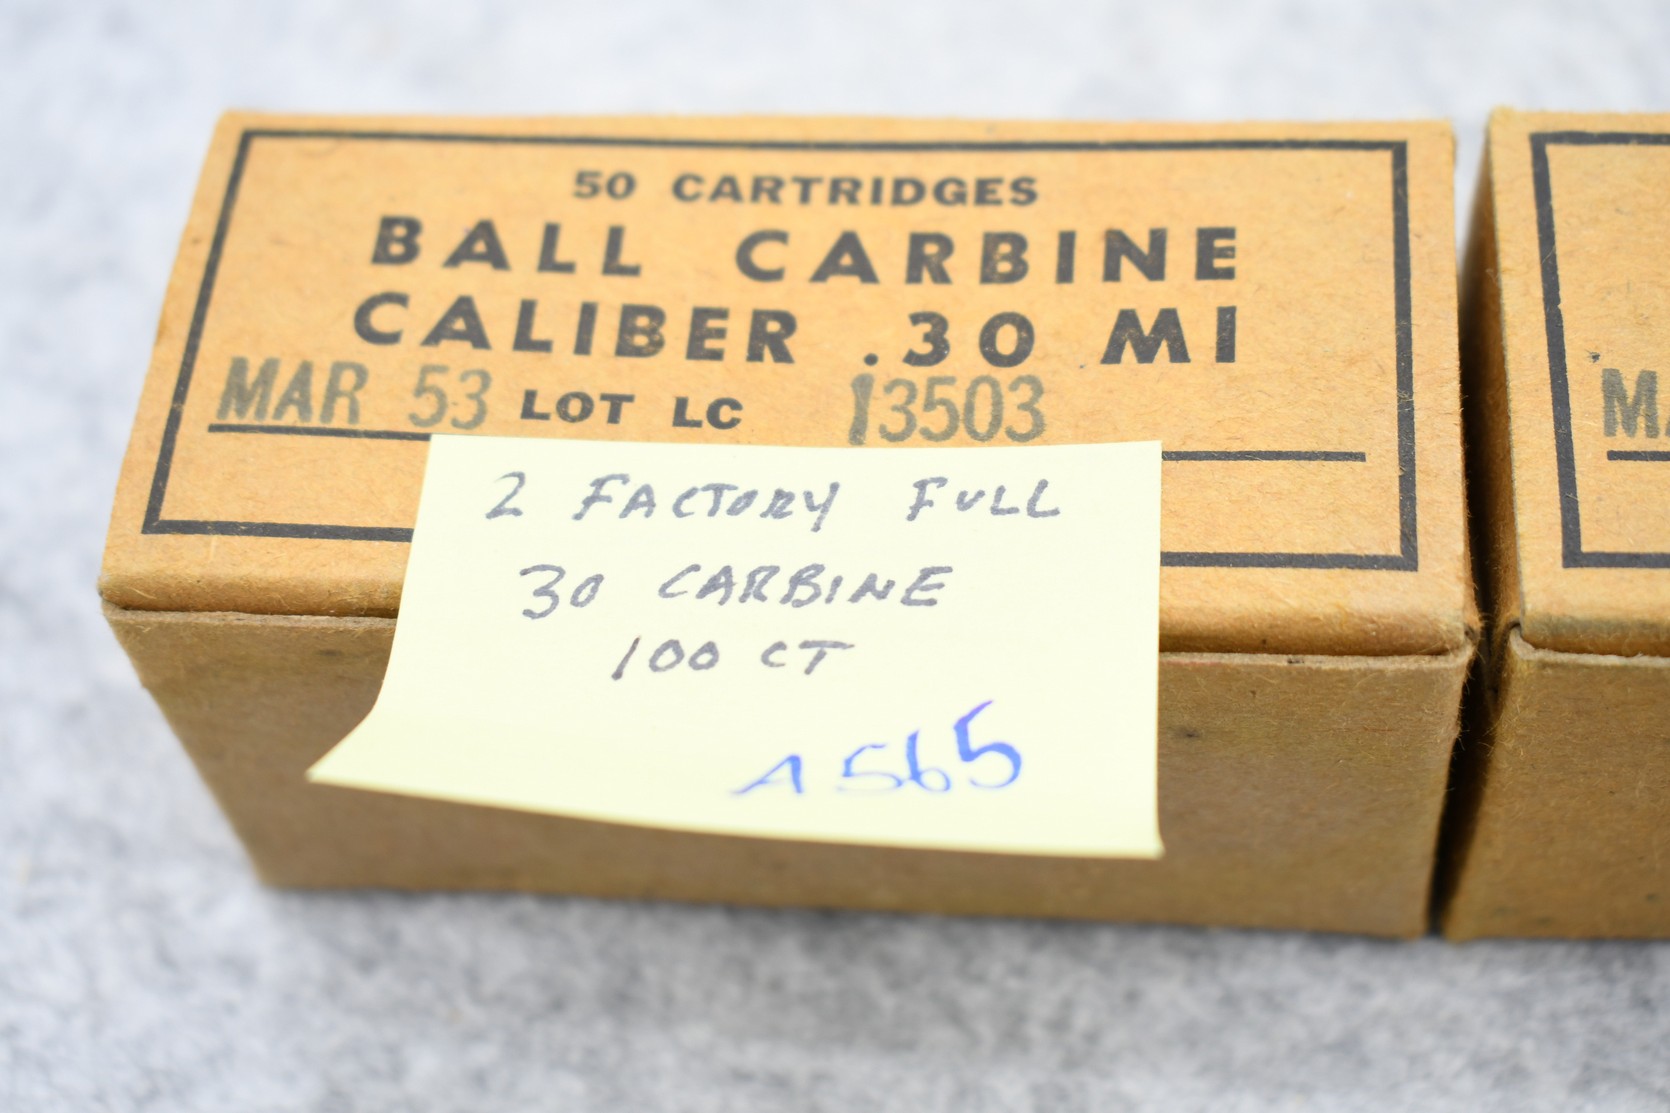 50 CARTRIDGES
BALL CARBINE
CALIBER .30 MI
MAR 53 LOT LC 13503
2 FACTORY FULL
30 CARBINE
100 CT
A565